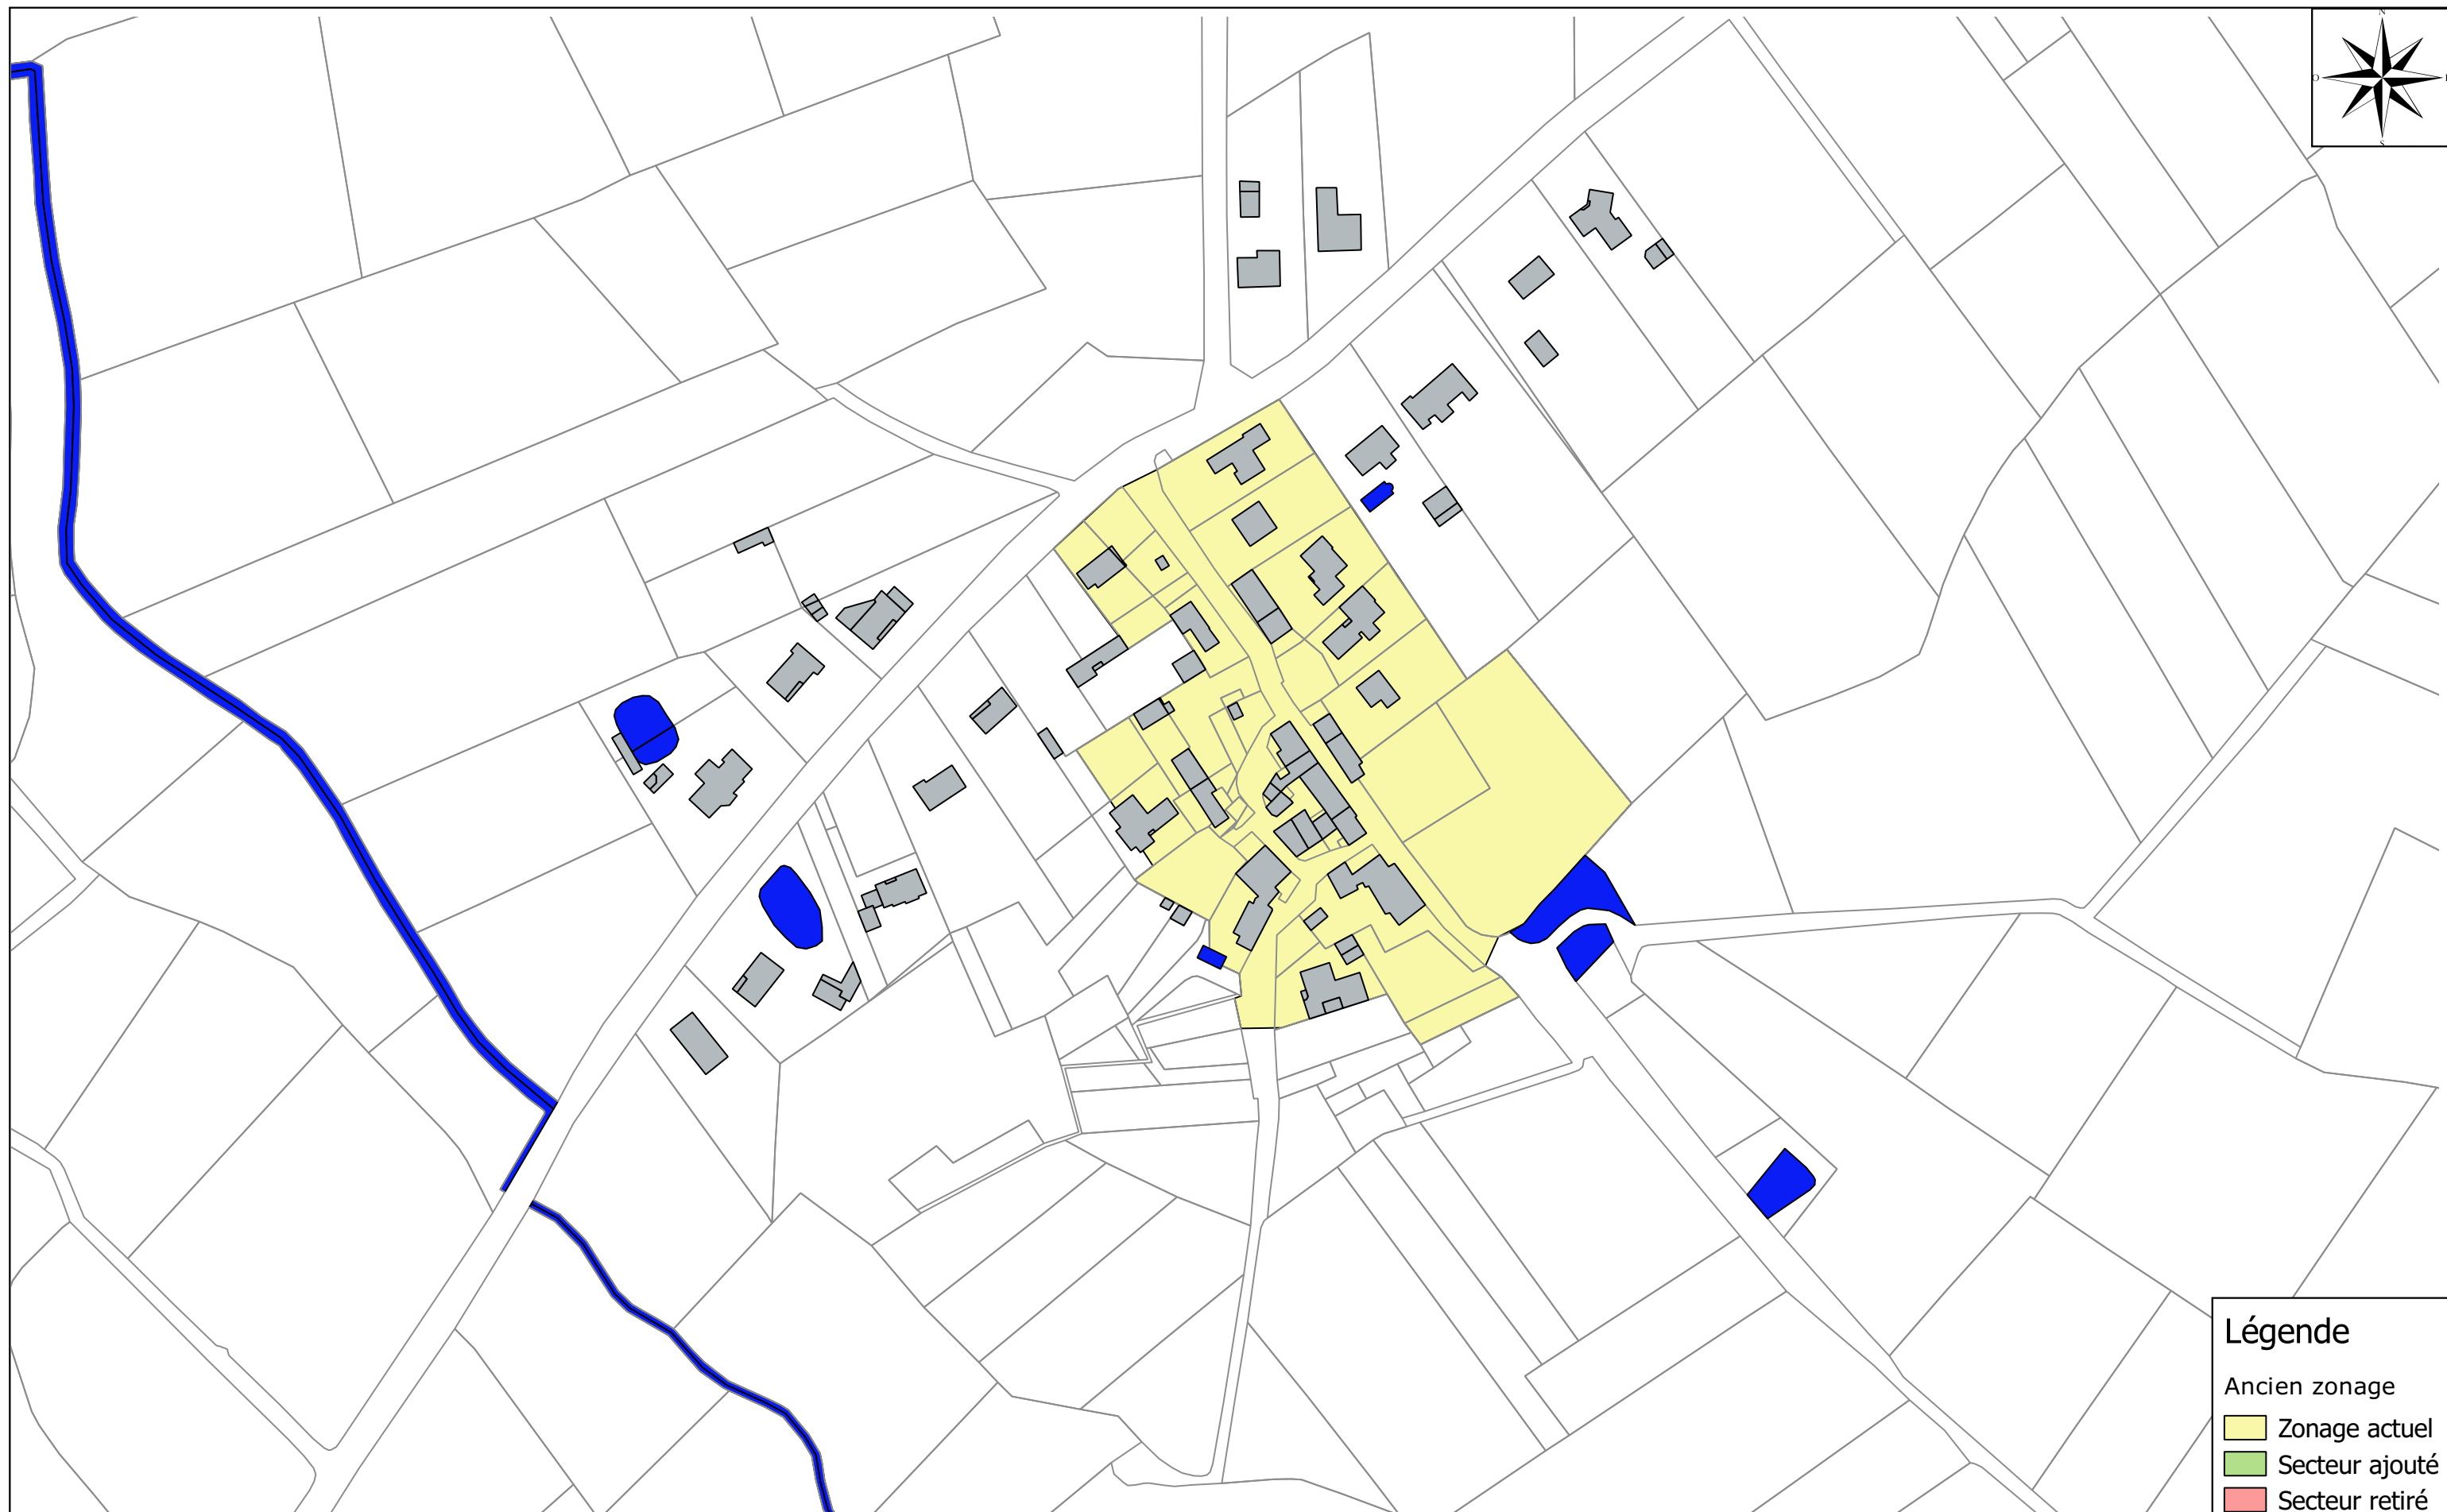 N
O
S
Légende
Ancien zonage
Zonage actuel
Secteur ajouté
Secteur retiré